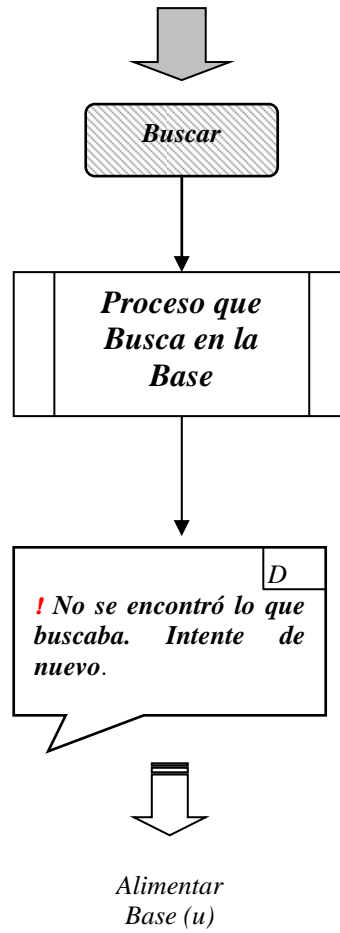 Buscar
Proceso que
Busca en la
Base
D
! No se encontró lo que
buscaba. Intente de
nuevo.
Alimentar
Base (u)